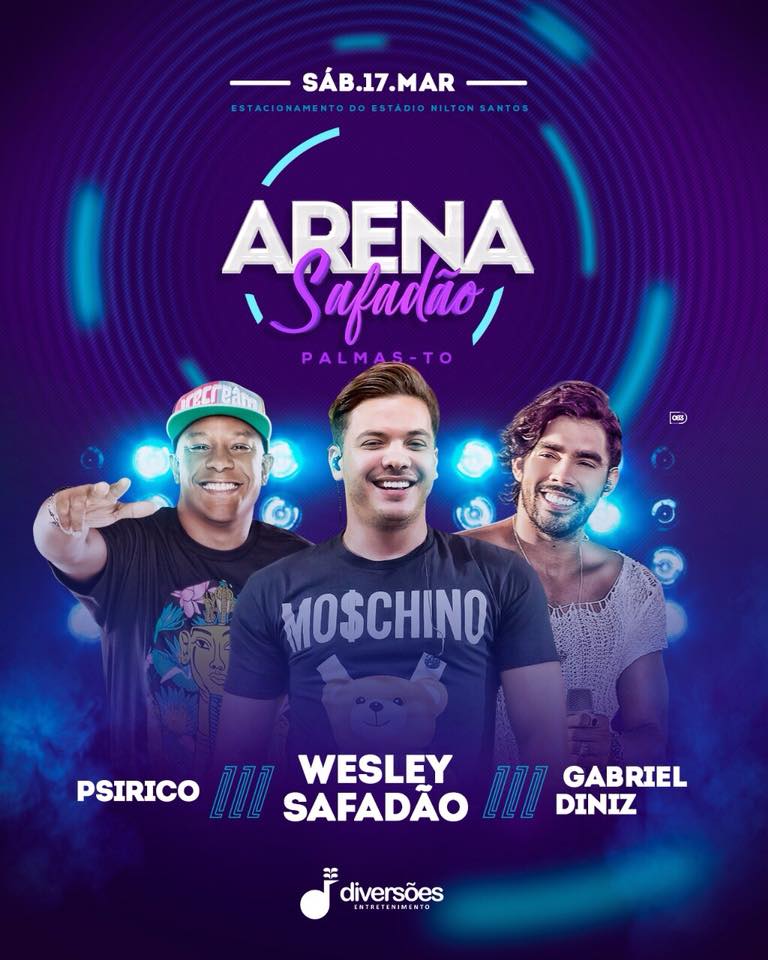 SÁB.17.MAR
ESTACIONAMENTO DO ESTÁDIO NILTON SANTOS
ARENA
Safadão
PALMAS-TO
MO$CHINO
PSIRICO
WESLEY
SAFADÃO
GABRIEL
DINIZ
diversões
ENTRETENIMENTO